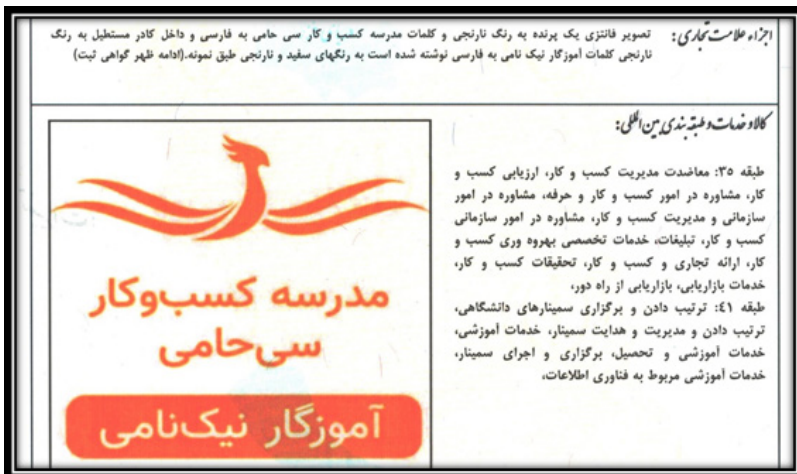 اجزاء علامت تجاری:
تصویر فانتزی یک پرنده به رنگ نارنجی و کلمات مدرسه کسب و کار سی حامی به فارسی و داخل کادر مستطیل به رنگ
نارنجی کلمات آموزگار نیک نامی به فارسی نوشته شده است به رنگهای سفید و نارنجی طبق نمونه.(ادامه ظهر گواهی ثبت)
کالا و خدمات و طبقه بندی بین المللی:
طبقه ۳۵: معاضدت مدیریت کسب و کار، ارزیابی کسب و
کار، مشاوره در امور کسب و کار و حرفه، مشاوره در امور
سازمانی و مدیریت کسب و کار، مشاوره در امور سازمانی
کسب و کار، تبلیغات، خدمات تخصصی بهروه وری کسب و
کار، ارائه تجاری و کسب و کار، تحقیقات کسب و کار،
خدمات بازاریابی، بازاریابی از راه دور،
طبقه ٤١: ترتیب دادن و برگزاری سمینارهای دانشگاهی،
ترتیب دادن و مدیریت و هدایت سمینار، خدمات آموزشی،
خدمات آموزشی و تحصیل، برگزاری و اجرای سمینار،
خدمات آموزشی مربوط به فناوری اطلاعات،
مدرسه کسب‌وکار
سی‌حامی
آموزگار نیک‌نامی